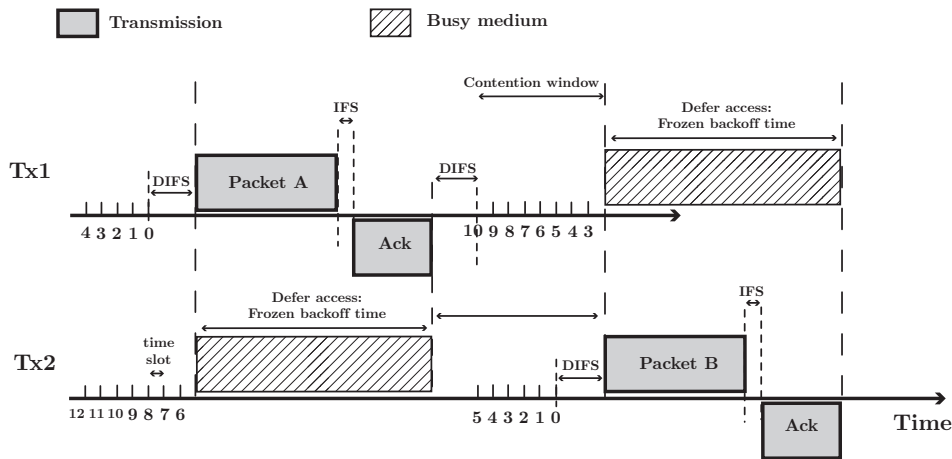 Transmission
Busy medium
Contention window
IFS
Defer access:
Frozen backoff time
Tx1
DIFS
Packet A
DIFS
4 3 2 1 0
Ack
10 9 8 7 6 5 4 3
Defer access:
Frozen backoff time
IFS
time
slot
Tx2
DIFS
Packet B
12 11 10 9 8 7 6
5 4 3 2 1 0
Ack
Time